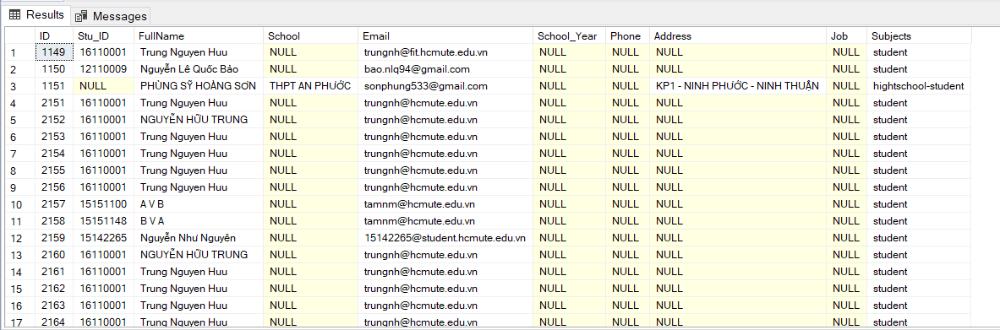 Results Messages
ID Stu_ID FullName School Email School_Year Phone Address Job Subjects
1 1149 16110001 Trung Nguyen Huu NULL trungnh@fit.hcmute.edu.vn NULL NULL NULL NULL student
2 1150 12110009 Nguyễn Lê Quốc Bảo NULL bao.nlq94@gmail.com NULL NULL NULL NULL student
3 1151 NULL PHÙNG SỸ HOÀNG SƠN THPT AN PHƯỚC sonphung533@gmail.com NULL NULL KP1 - NINH PHƯỚC - NINH THUẬN NULL hightschool-student
4 2151 16110001 Trung Nguyen Huu NULL trungnh@hcmute.edu.vn NULL NULL NULL NULL student
5 2152 16110001 NGUYỄN HỮU TRUNG NULL trungnh@hcmute.edu.vn NULL NULL NULL NULL student
6 2153 16110001 Trung Nguyen Huu NULL trungnh@hcmute.edu.vn NULL NULL NULL NULL student
7 2154 16110001 Trung Nguyen Huu NULL trungnh@hcmute.edu.vn NULL NULL NULL NULL student
8 2155 16110001 Trung Nguyen Huu NULL trungnh@hcmute.edu.vn NULL NULL NULL NULL student
9 2156 16110001 Trung Nguyen Huu NULL trungnh@hcmute.edu.vn NULL NULL NULL NULL student
10 2157 15151100 A V B NULL tamnm@hcmute.edu.vn NULL NULL NULL NULL student
11 2158 15151148 B V A NULL tamnm@hcmute.edu.vn NULL NULL NULL NULL student
12 2159 15142265 Nguyễn Như Nguyên NULL 15142265@student.hcmute.edu.vn NULL NULL NULL NULL student
13 2160 16110001 NGUYỄN HỮU TRUNG NULL trungnh@hcmute.edu.vn NULL NULL NULL NULL student
14 2161 16110001 Trung Nguyen Huu NULL trungnh@hcmute.edu.vn NULL NULL NULL NULL student
15 2162 16110001 Trung Nguyen Huu NULL trungnh@hcmute.edu.vn NULL NULL NULL NULL student
16 2163 16110001 Trung Nguyen Huu NULL trungnh@hcmute.edu.vn NULL NULL NULL NULL student
17 2164 16110001 Trung Nguyen Huu NULL trungnh@hcmute.edu.vn NULL NULL NULL NULL student